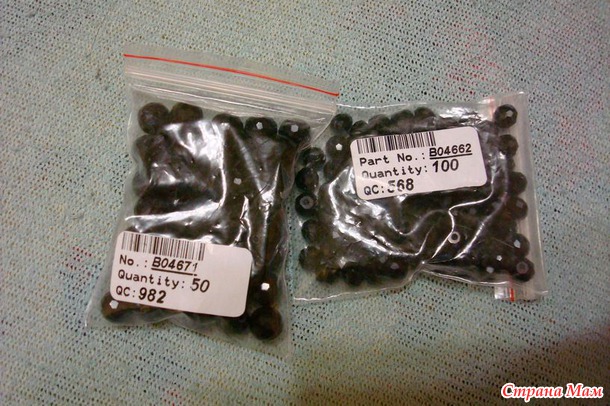 No.: B04671
Quantity: 50
QC: 982
Part No.: B04662
Quantity: 100
QC: 568
Страна Мам